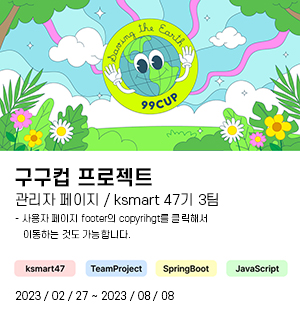 Saving the Earth
99CUP
구구컵 프로젝트
관리자 페이지 / ksmart 47기 3팀
- 사용자 페이지 footer의 copyrihgt를 클릭해서
이동하는 것도 가능합니다.
ksmart47 TeamProject SpringBoot JavaScript
2023 / 02 / 27 ~ 2023 / 08 / 08